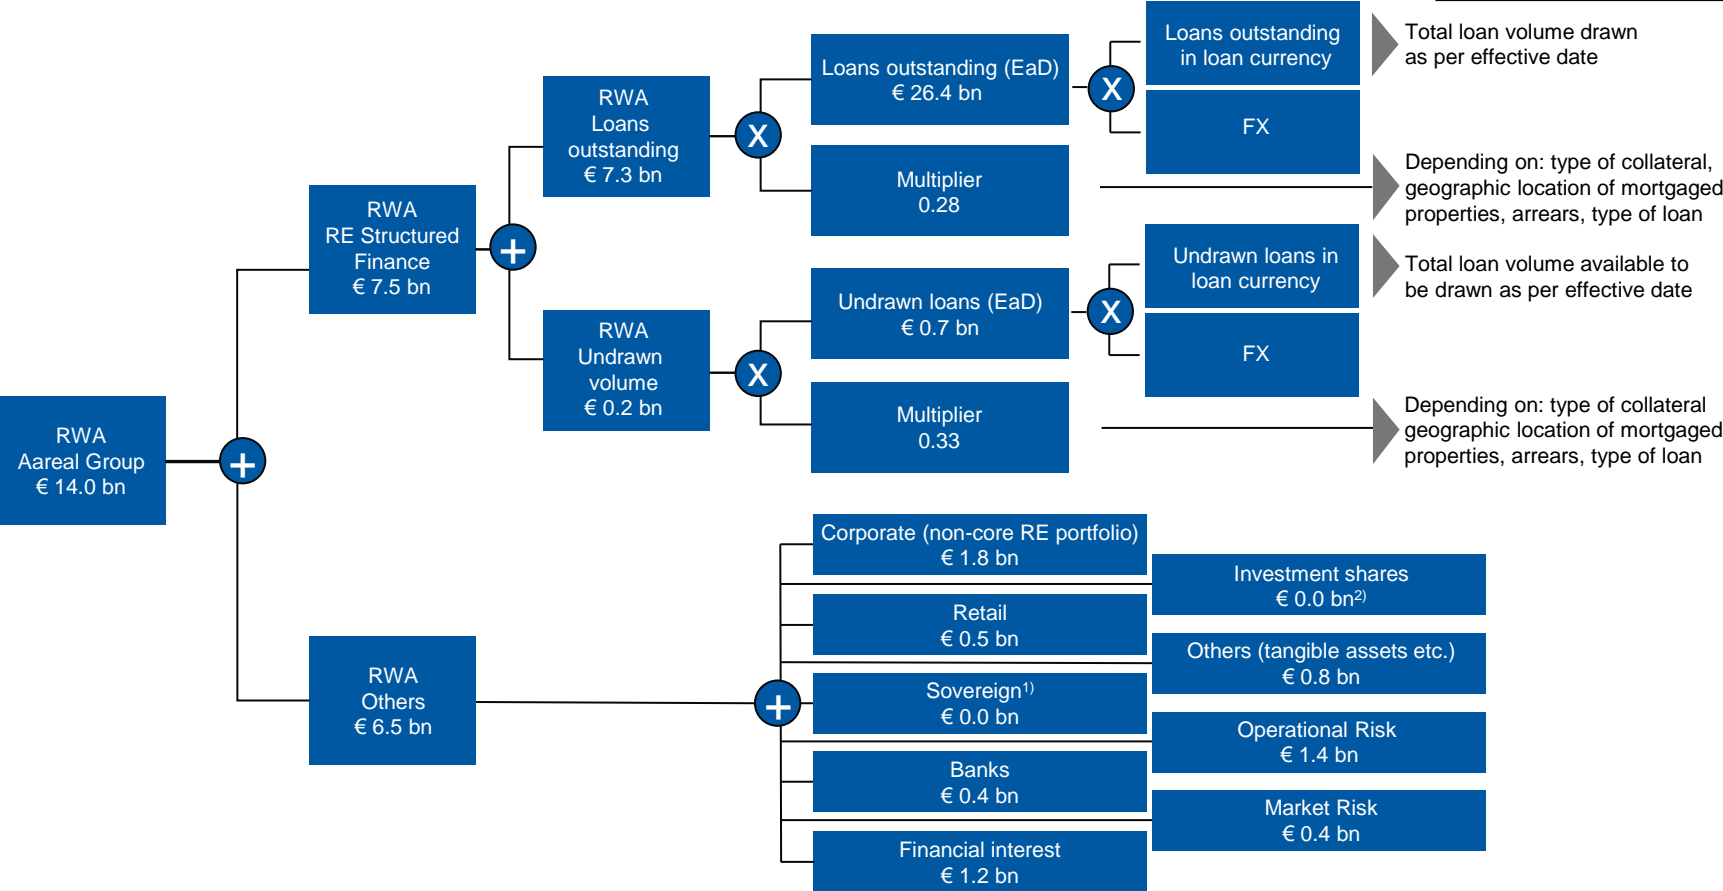 RWA
Aareal Group
€ 14.0 bn
+
RWA
RE Structured
Finance
€ 7.5 bn
+
RWA
Loans
outstanding
€ 7.3 bn
X
Loans outstanding (EaD)
€ 26.4 bn
X
Loans outstanding
in loan currency
Total loan volume drawn
as per effective date
FX
Multiplier
0.28
Depending on: type of collateral,
geographic location of mortgaged
properties, arrears, type of loan
RWA
Undrawn
volume
€ 0.2 bn
X
Undrawn loans (EaD)
€ 0.7 bn
X
Undrawn loans in
loan currency
Total loan volume available to
be drawn as per effective date
FX
Multiplier
0.33
Depending on: type of collateral
geographic location of mortgaged
properties, arrears, type of loan
RWA
Others
€ 6.5 bn
+
Corporate (non-core RE portfolio)
€ 1.8 bn
Investment shares
€ 0.0 bn2)
Retail
€ 0.5 bn
Others (tangible assets etc.)
€ 0.8 bn
Sovereign1)
€ 0.0 bn
Operational Risk
€ 1.4 bn
Banks
€ 0.4 bn
Market Risk
€ 0.4 bn
Financial interest
€ 1.2 bn